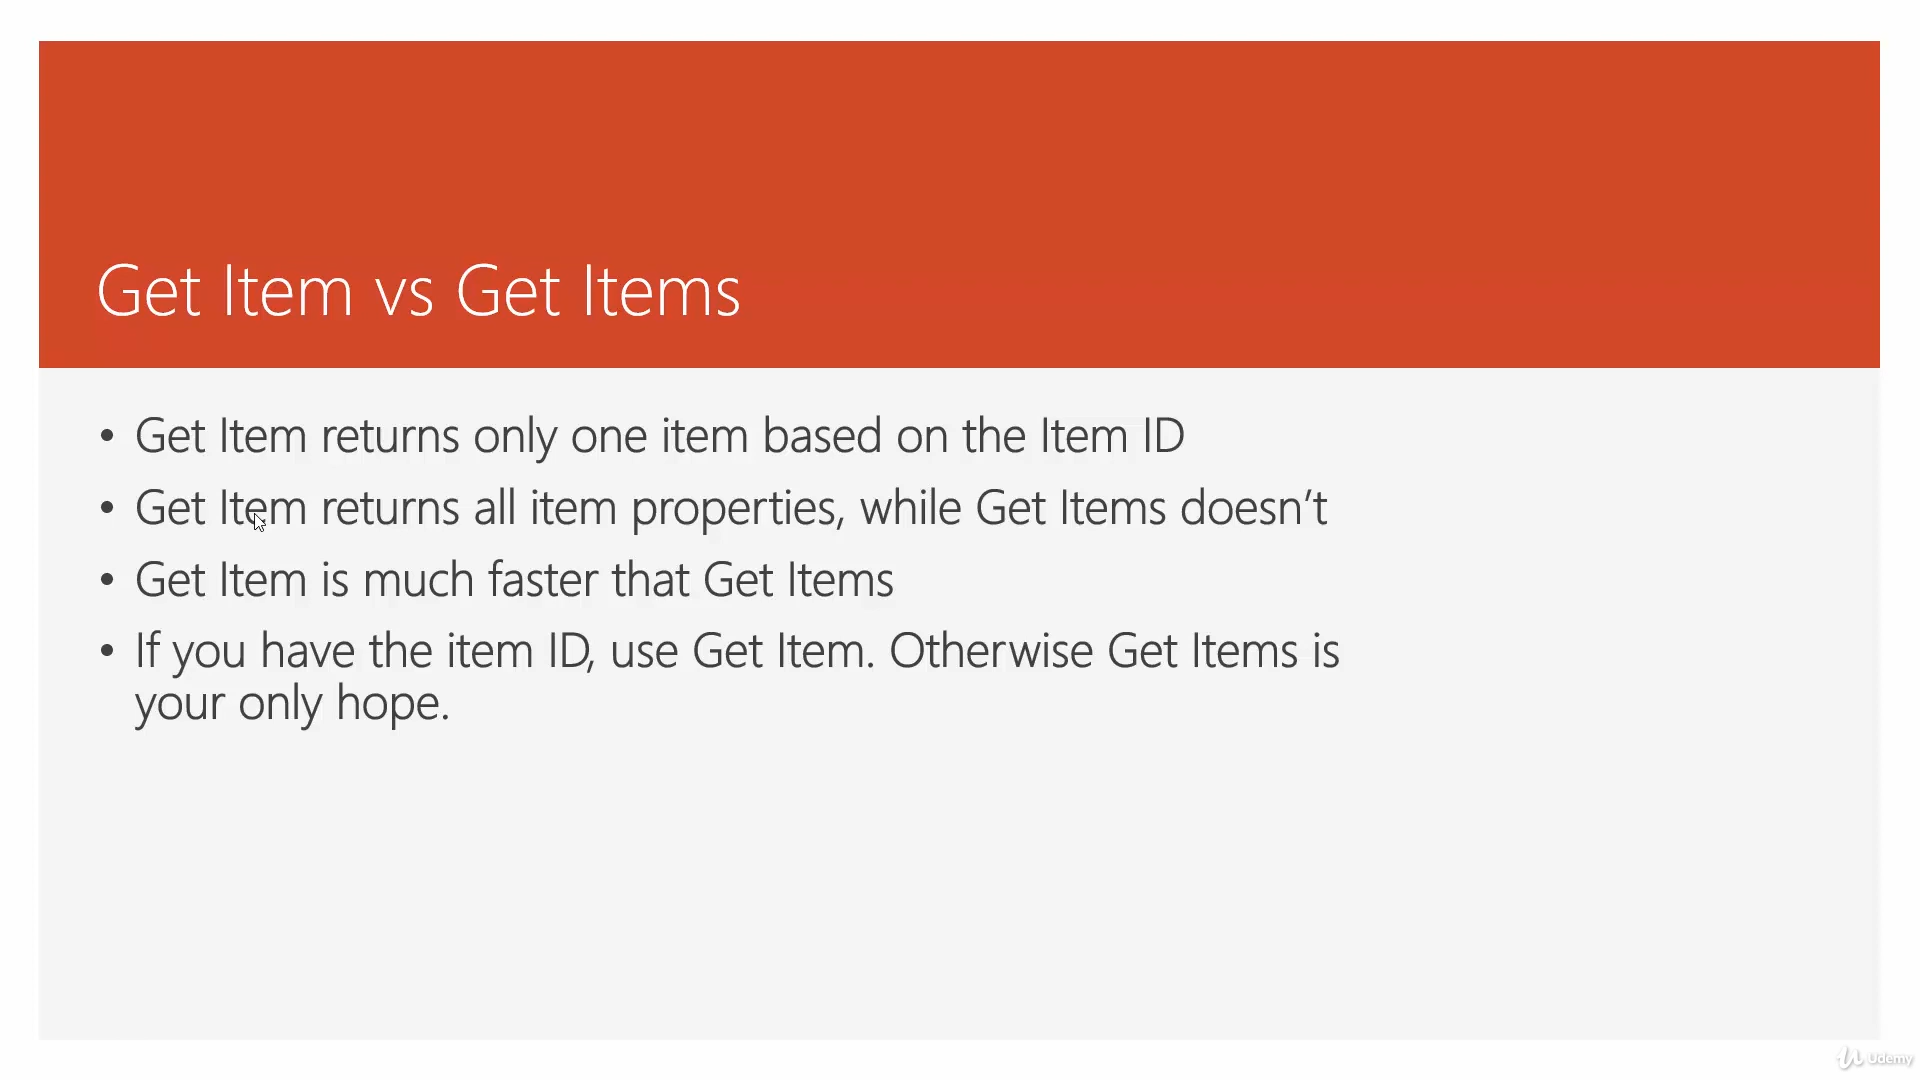 Get Item vs Get Items
• Get Item returns only one item based on the Item ID
• Get Item returns all item properties, while Get Items doesn’t
• Get Item is much faster that Get Items
• If you have the item ID, use Get Item. Otherwise Get Items is
your only hope.
Udemy